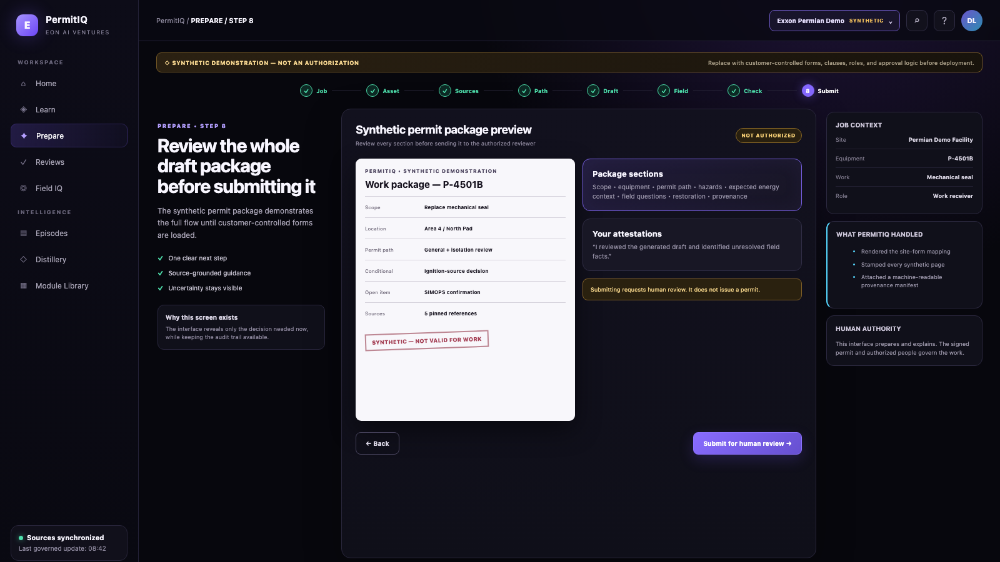 E
PermitIQ
EON AI VENTURES
WORKSPACE
Home
Learn
Prepare
Reviews
Field IQ
INTELLIGENCE
Episodes
Distillery
Module Library
Sources synchronized
Last governed update: 08:42
PermitIQ / PREPARE / STEP 8
Exxon Permian Demo SYNTHETIC
?
DL
◇ SYNTHETIC DEMONSTRATION — NOT AN AUTHORIZATION
Replace with customer-controlled forms, clauses, roles, and approval logic before deployment.
✓ Job
✓ Asset
✓ Sources
✓ Path
✓ Draft
✓ Field
✓ Check
8 Submit
PREPARE • STEP 8
Review the whole
draft package
before submitting it
The synthetic permit package demonstrates
the full flow until customer-controlled forms
are loaded.
✓ One clear next step
✓ Source-grounded guidance
✓ Uncertainty stays visible
Why this screen exists
The interface reveals only the decision needed now,
while keeping the audit trail available.
Synthetic permit package preview
Review every section before sending it to the authorized reviewer
NOT AUTHORIZED
PERMITIQ • SYNTHETIC DEMONSTRATION
Work package — P-4501B
Scope Replace mechanical seal
Location Area 4 / North Pad
Permit path General + isolation review
Conditional Ignition-source decision
Open item SIMOPS confirmation
Sources 5 pinned references
SYNTHETIC — NOT VALID FOR WORK
Package sections
Scope • equipment • permit path • hazards • expected energy
context • field questions • restoration • provenance
Your attestations
“I reviewed the generated draft and identified unresolved field
facts.”
Submitting requests human review. It does not issue a permit.
← Back
Submit for human review →
JOB CONTEXT
Site Permian Demo Facility
Equipment P-4501B
Work Mechanical seal
Role Work receiver
WHAT PERMITIQ HANDLED
• Rendered the site-form mapping
• Stamped every synthetic page
• Attached a machine-readable
provenance manifest
HUMAN AUTHORITY
This interface prepares and explains. The signed
permit and authorized people govern the work.